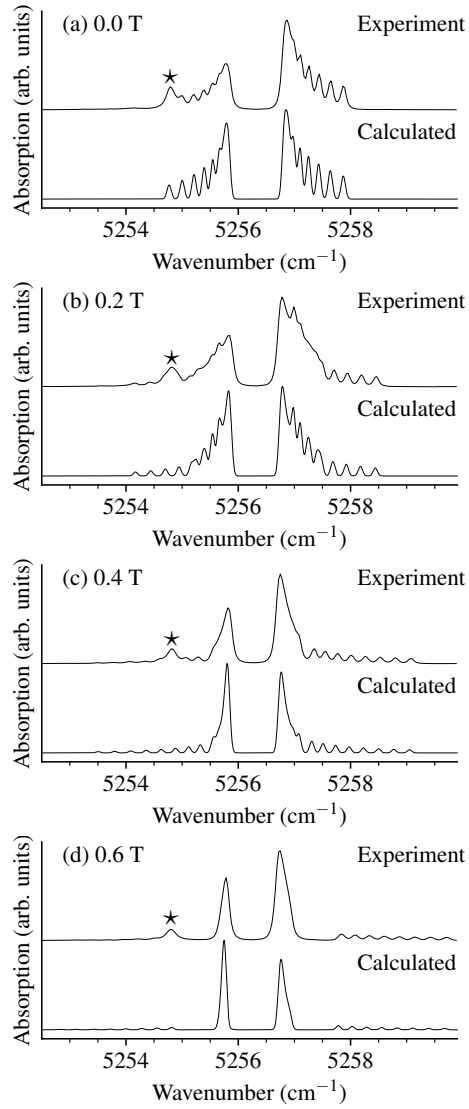 (a) 0.0 T Experiment
★
Calculated
Absorption (arb. units)
5254 5256 5258
Wavenumber (cm⁻¹)
(b) 0.2 T Experiment
★
Calculated
Absorption (arb. units)
5254 5256 5258
Wavenumber (cm⁻¹)
(c) 0.4 T Experiment
★
Calculated
Absorption (arb. units)
5254 5256 5258
Wavenumber (cm⁻¹)
(d) 0.6 T Experiment
★
Calculated
Absorption (arb. units)
5254 5256 5258
Wavenumber (cm⁻¹)